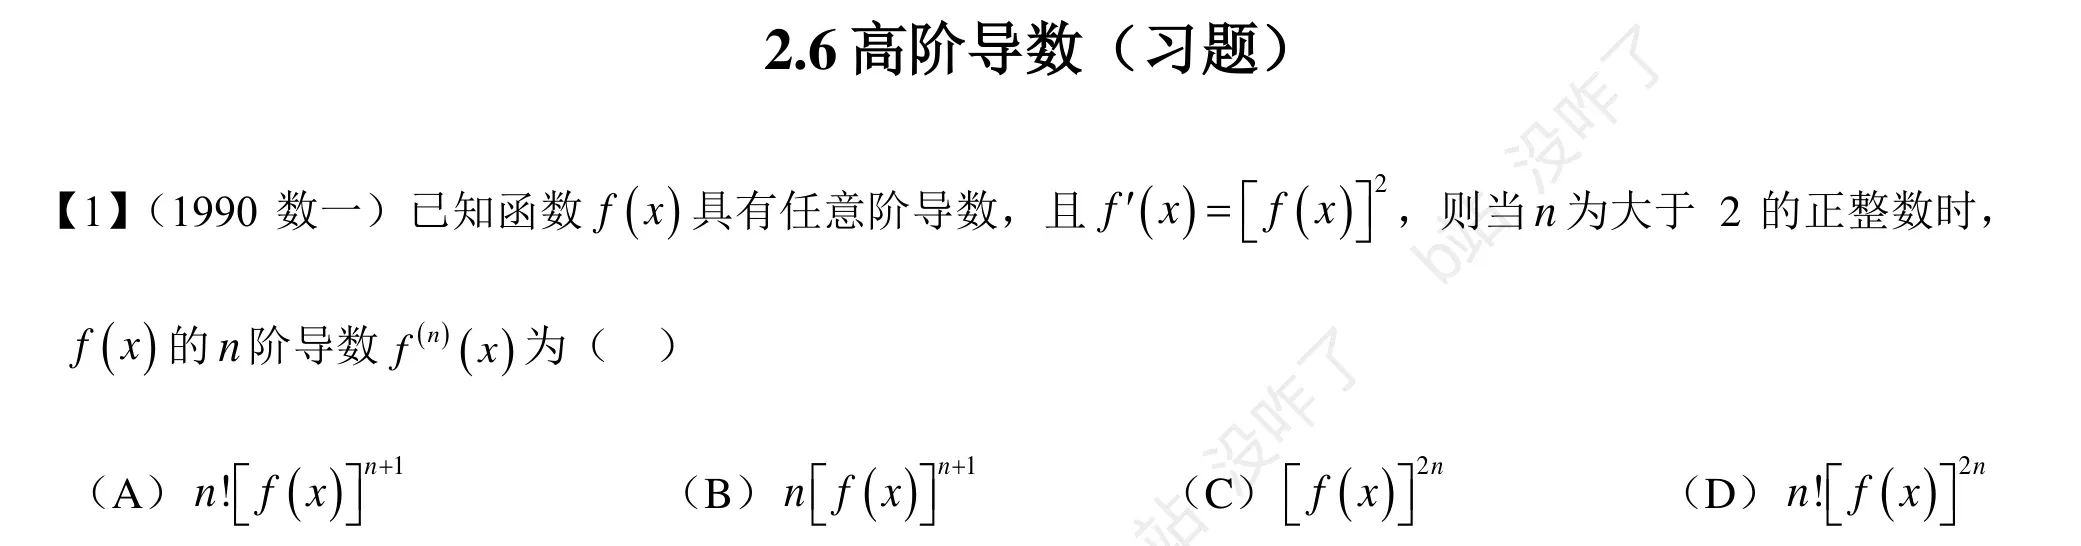 2.6高阶导数（习题）
【1】（1990 数一）已知函数 f(x) 具有任意阶导数，且 f′(x)=[f(x)]²，则当 n 为大于 2 的正整数时，
f(x) 的 n 阶导数 f⁽ⁿ⁾(x) 为（ ）
（A） n![f(x)]ⁿ⁺¹ （B） n[f(x)]ⁿ⁺¹ （C） [f(x)]²ⁿ （D） n![f(x)]²ⁿ
b站 没咋了
站 没咋了